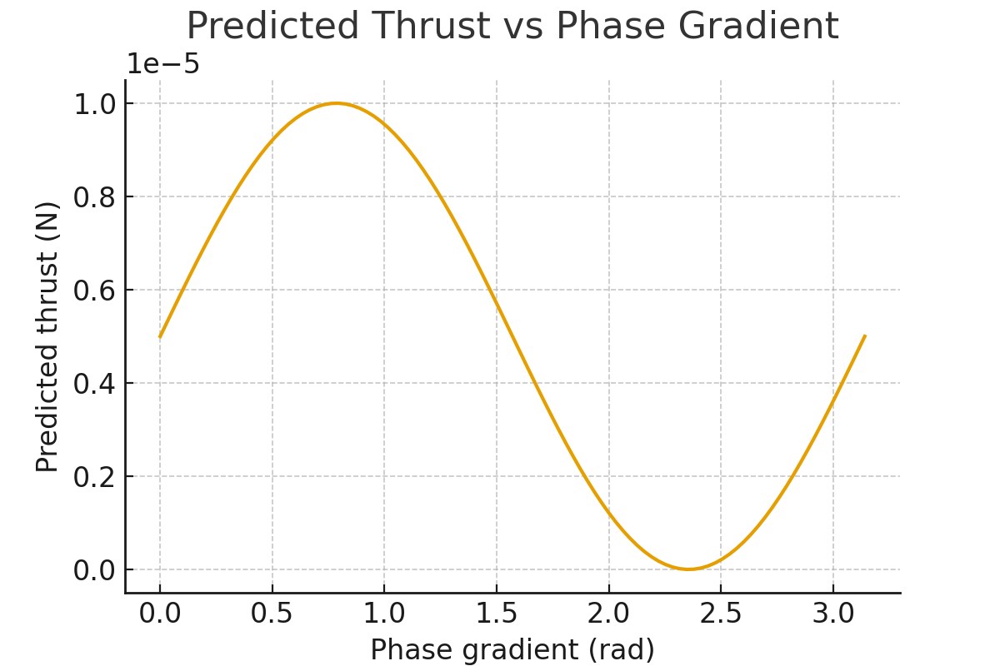 Predicted Thrust vs Phase Gradient
1e−5
1.0
0.8
0.6
0.4
0.2
0.0
Predicted thrust (N)
0.0 0.5 1.0 1.5 2.0 2.5 3.0
Phase gradient (rad)